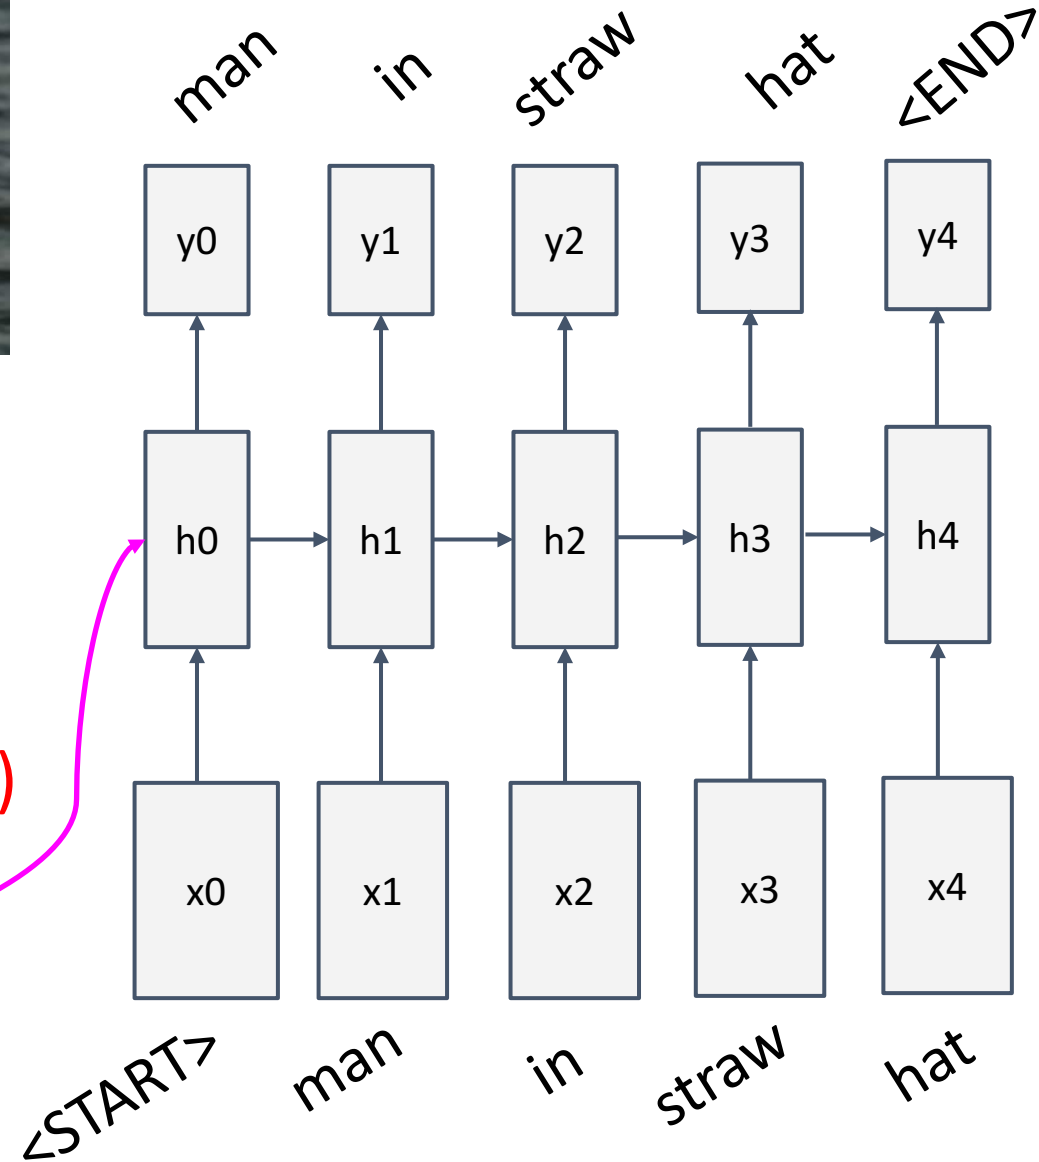 man in straw hat <END>
y0 y1 y2 y3 y4
h0 h1 h2 h3 h4
)
x0 x1 x2 x3 x4
<START> man in straw hat